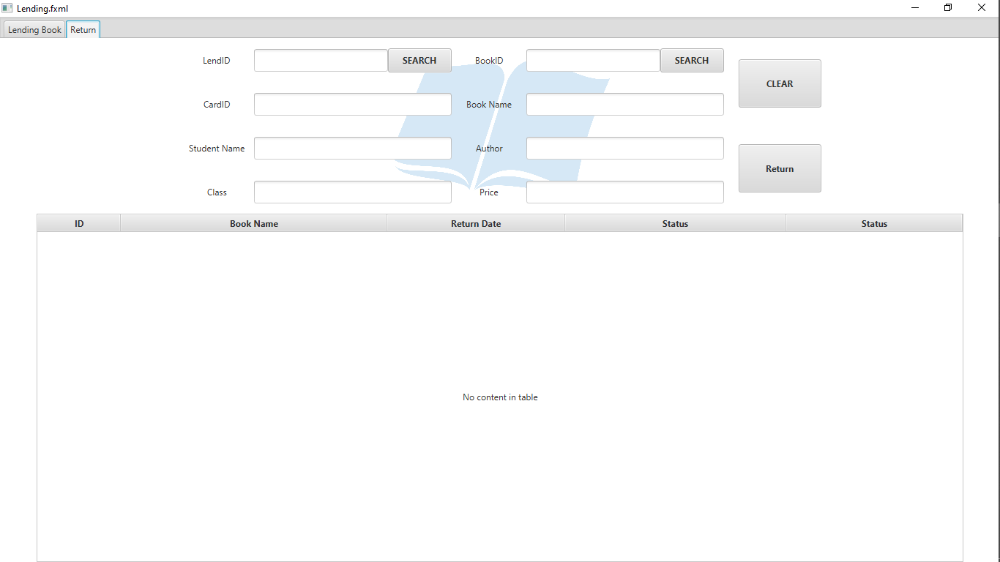 Lending.fxml
Lending Book Return
LendID SEARCH BookID SEARCH
CLEAR
CardID Book Name
Student Name Author
Return
Class Price
ID Book Name Return Date Status Status
No content in table